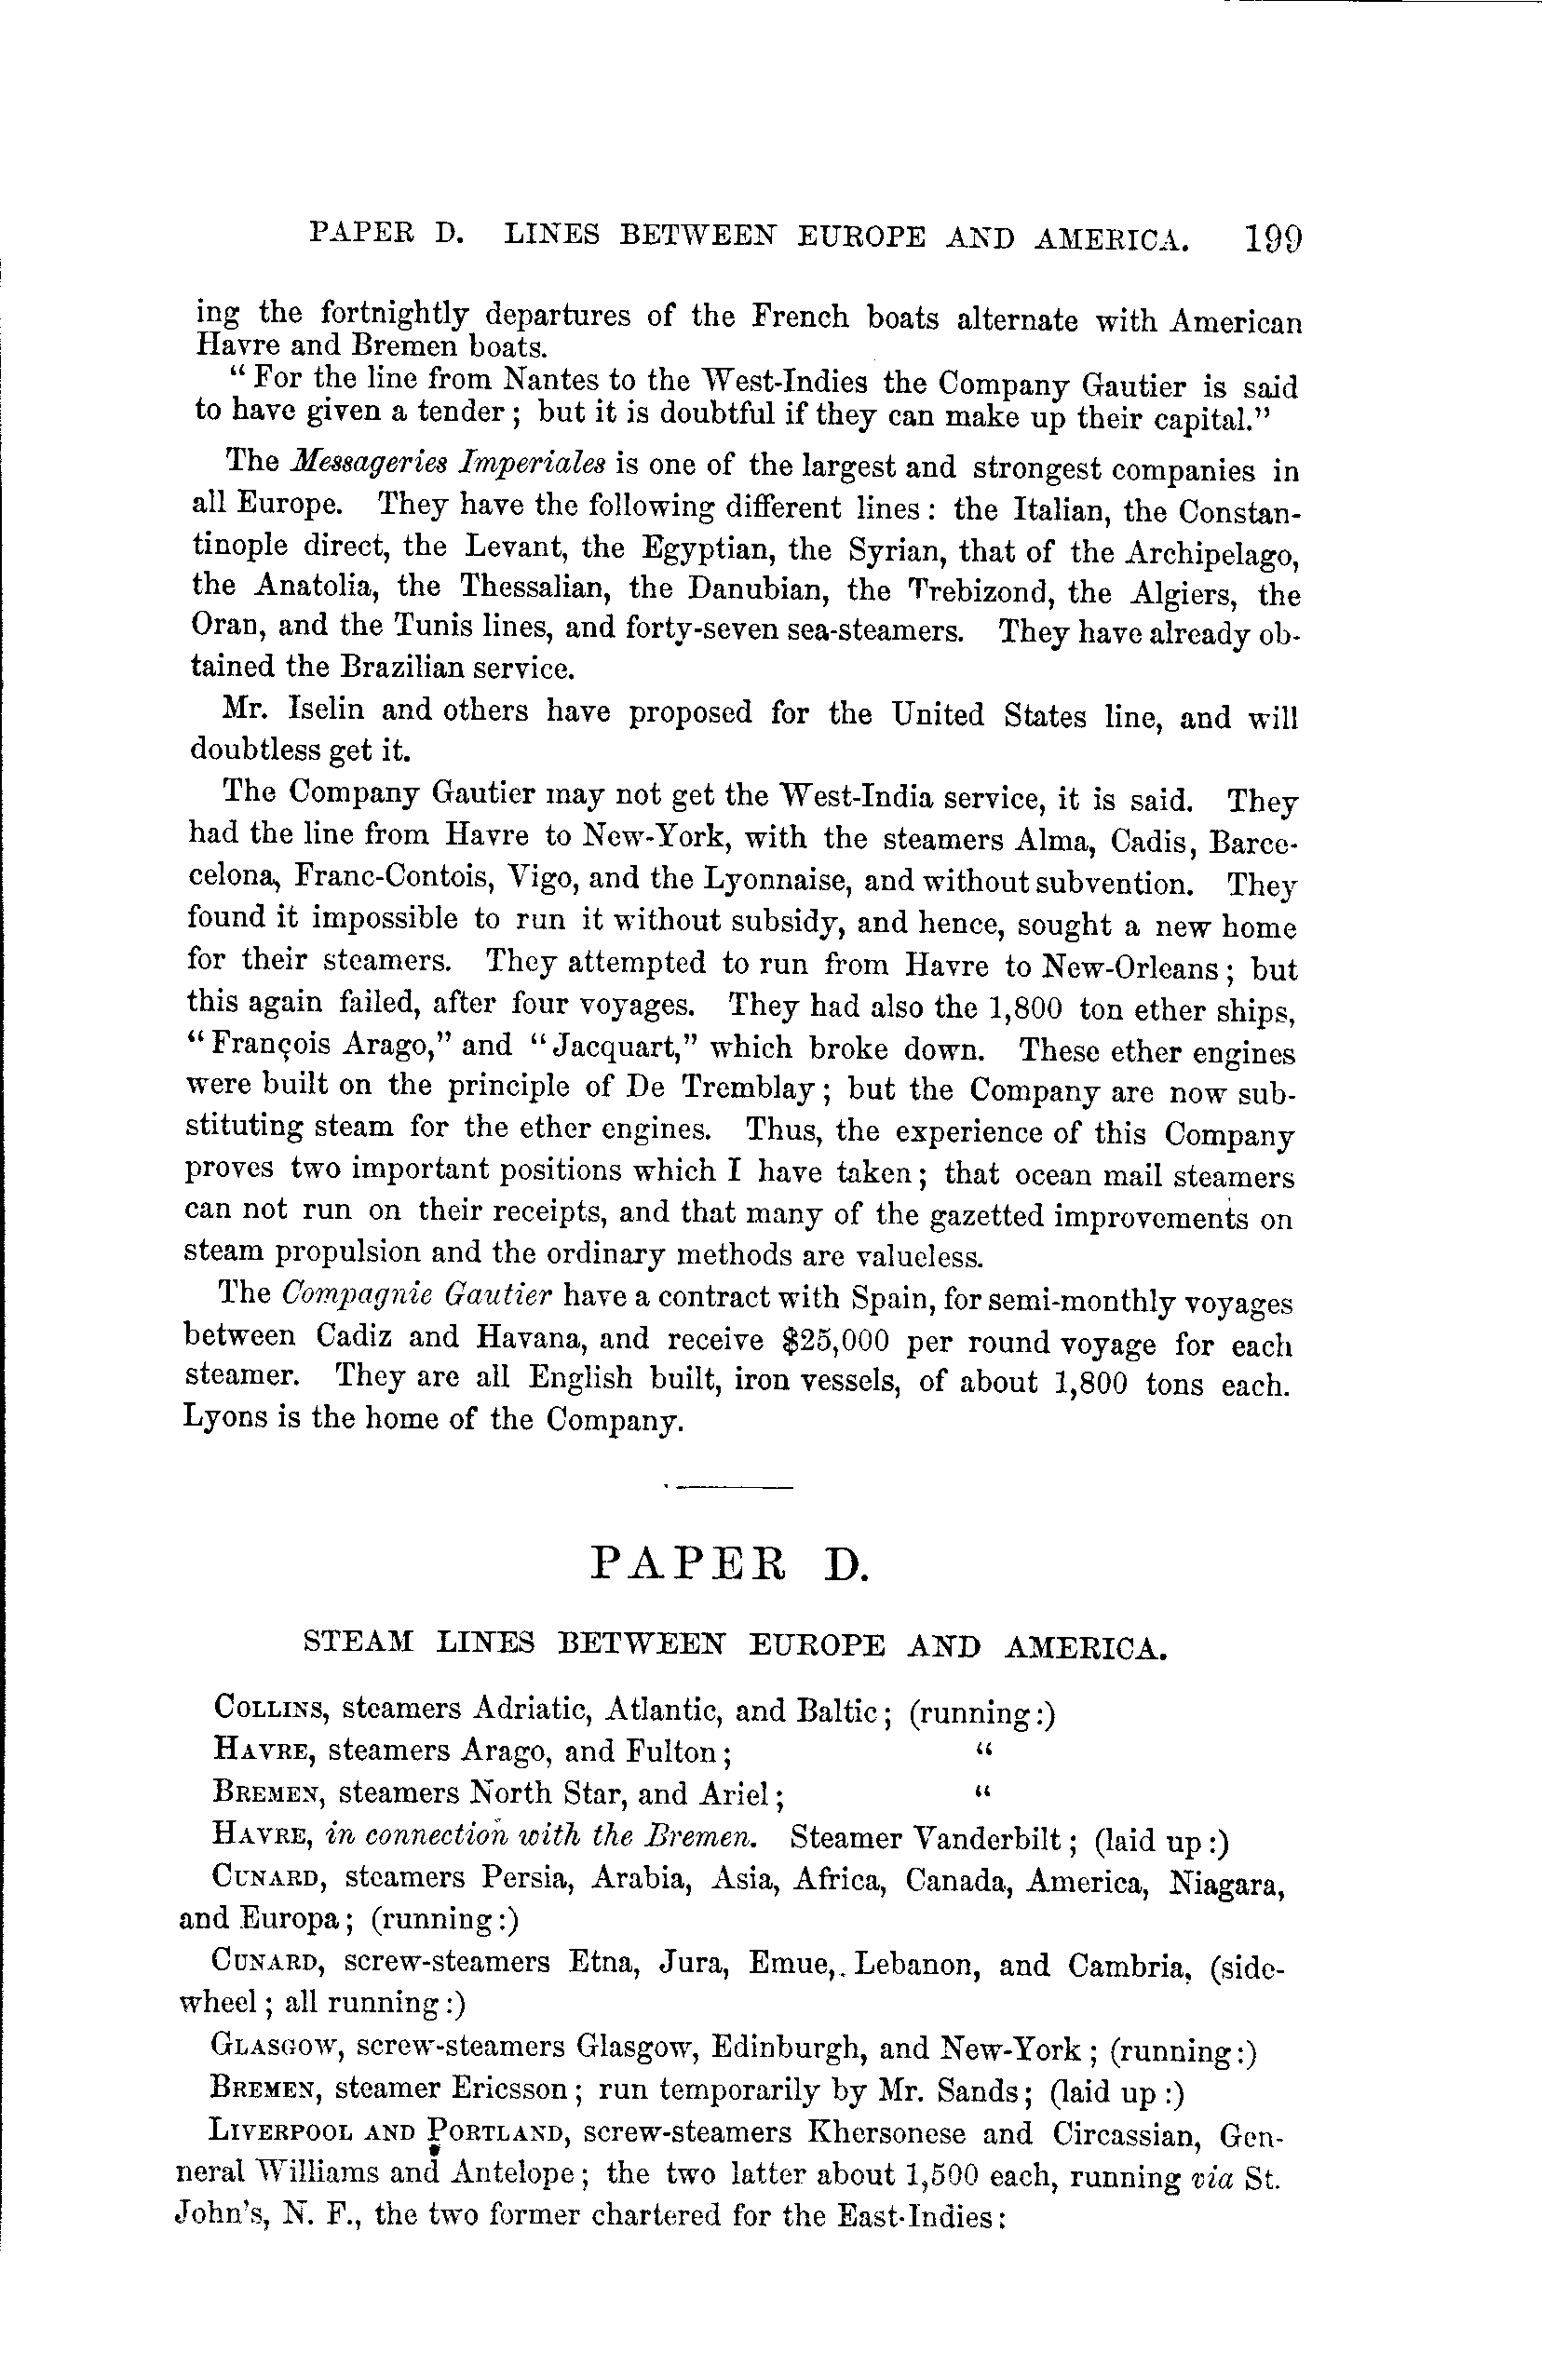 PAPER D. LINES BETWEEN EUROPE AND AMERICA. 199
ing the fortnightly departures of the French boats alternate with American
Havre and Bremen boats.
“For the line from Nantes to the West-Indies the Company Gautier is said
to have given a tender; but it is doubtful if they can make up their capital.”
The Messageries Imperiales is one of the largest and strongest companies in
all Europe. They have the following different lines: the Italian, the Constan-
tinople direct, the Levant, the Egyptian, the Syrian, that of the Archipelago,
the Anatolia, the Thessalian, the Danubian, the Trebizond, the Algiers, the
Oran, and the Tunis lines, and forty-seven sea-steamers. They have already ob-
tained the Brazilian service.
Mr. Iselin and others have proposed for the United States line, and will
doubtless get it.
The Company Gautier may not get the West-India service, it is said. They
had the line from Havre to New-York, with the steamers Alma, Cadis, Barce-
celona, Franc-Contois, Vigo, and the Lyonnaise, and without subvention. They
found it impossible to run it without subsidy, and hence, sought a new home
for their steamers. They attempted to run from Havre to New-Orleans; but
this again failed, after four voyages. They had also the 1,800 ton ether ships,
“François Arago,” and “Jacquart,” which broke down. These ether engines
were built on the principle of De Tremblay; but the Company are now sub-
stituting steam for the ether engines. Thus, the experience of this Company
proves two important positions which I have taken; that ocean mail steamers
can not run on their receipts, and that many of the gazetted improvements on
steam propulsion and the ordinary methods are valueless.
The Compagnie Gautier have a contract with Spain, for semi-monthly voyages
between Cadiz and Havana, and receive $25,000 per round voyage for each
steamer. They are all English built, iron vessels, of about 1,800 tons each.
Lyons is the home of the Company.
PAPER D.
STEAM LINES BETWEEN EUROPE AND AMERICA.
COLLINS, steamers Adriatic, Atlantic, and Baltic; (running:)
HAVRE, steamers Arago, and Fulton; “
BREMEN, steamers North Star, and Ariel; “
HAVRE, in connection with the Bremen. Steamer Vanderbilt; (laid up:)
CUNARD, steamers Persia, Arabia, Asia, Africa, Canada, America, Niagara,
and Europa; (running:)
CUNARD, screw-steamers Etna, Jura, Emue, Lebanon, and Cambria, (side-
wheel; all running:)
GLASGOW, screw-steamers Glasgow, Edinburgh, and New-York; (running:)
BREMEN, steamer Ericsson; run temporarily by Mr. Sands; (laid up:)
LIVERPOOL AND PORTLAND, screw-steamers Khersonese and Circassian, Gen-
neral Williams and Antelope; the two latter about 1,500 each, running via St.
John's, N. F., the two former chartered for the East-Indies: